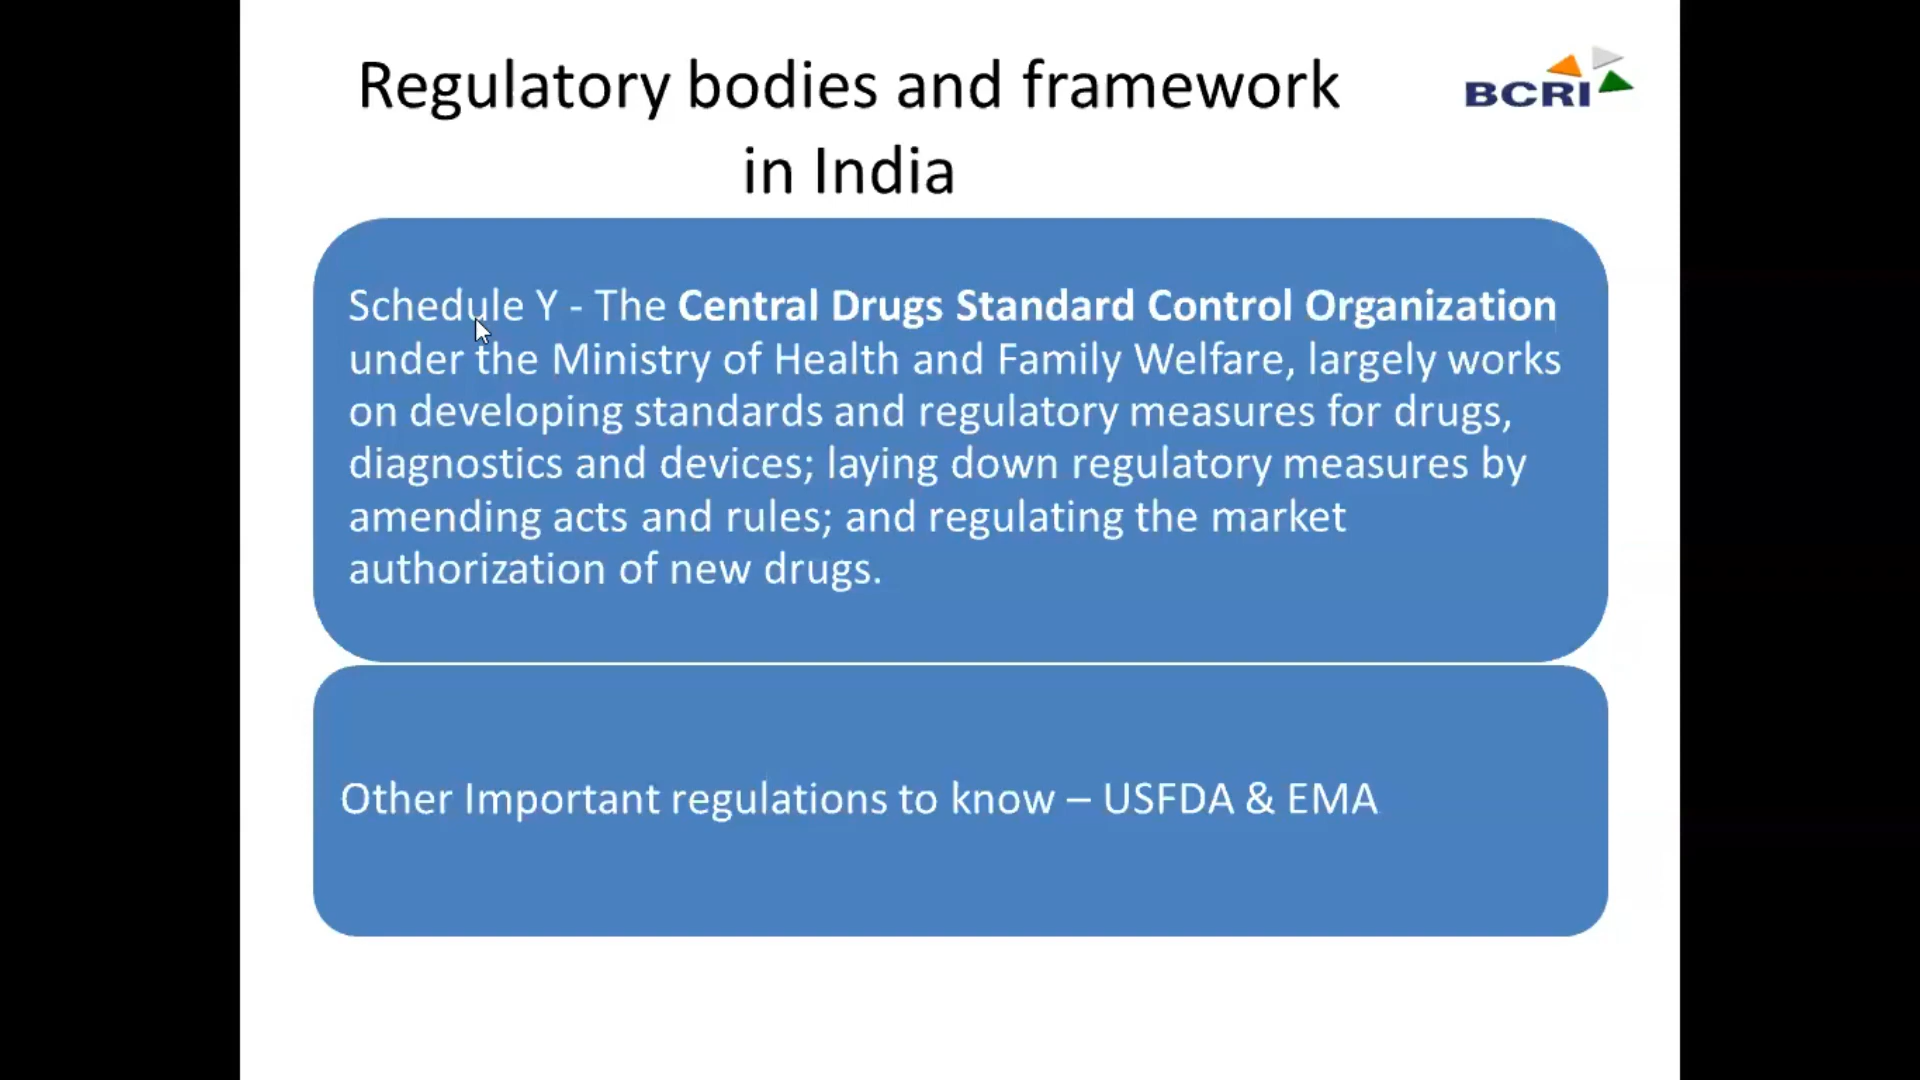 Regulatory bodies and framework
in India
BCRI
Schedule Y - The Central Drugs Standard Control Organization
under the Ministry of Health and Family Welfare, largely works
on developing standards and regulatory measures for drugs,
diagnostics and devices; laying down regulatory measures by
amending acts and rules; and regulating the market
authorization of new drugs.
Other Important regulations to know – USFDA & EMA